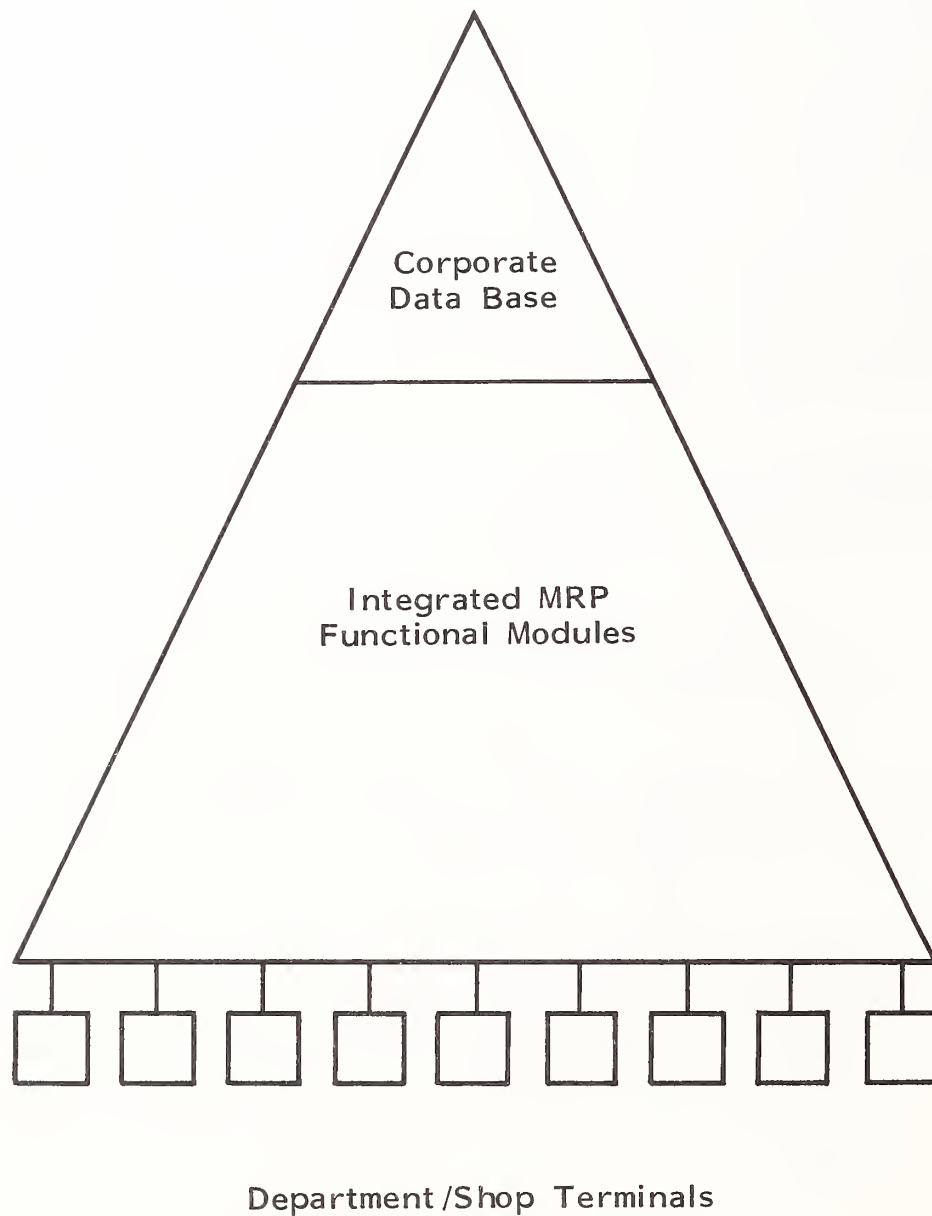 Corporate
Data Base
Integrated MRP
Functional Modules
Department/Shop Terminals